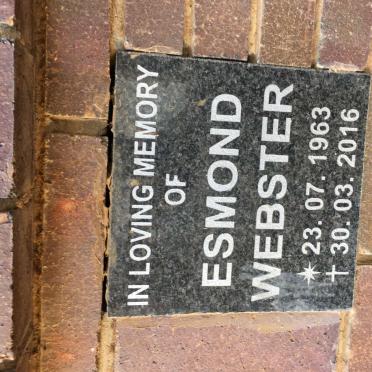 IN LOVING MEMORY
OF
ESMOND
WEBSTER
23. 07. 1963
30. 03. 2016